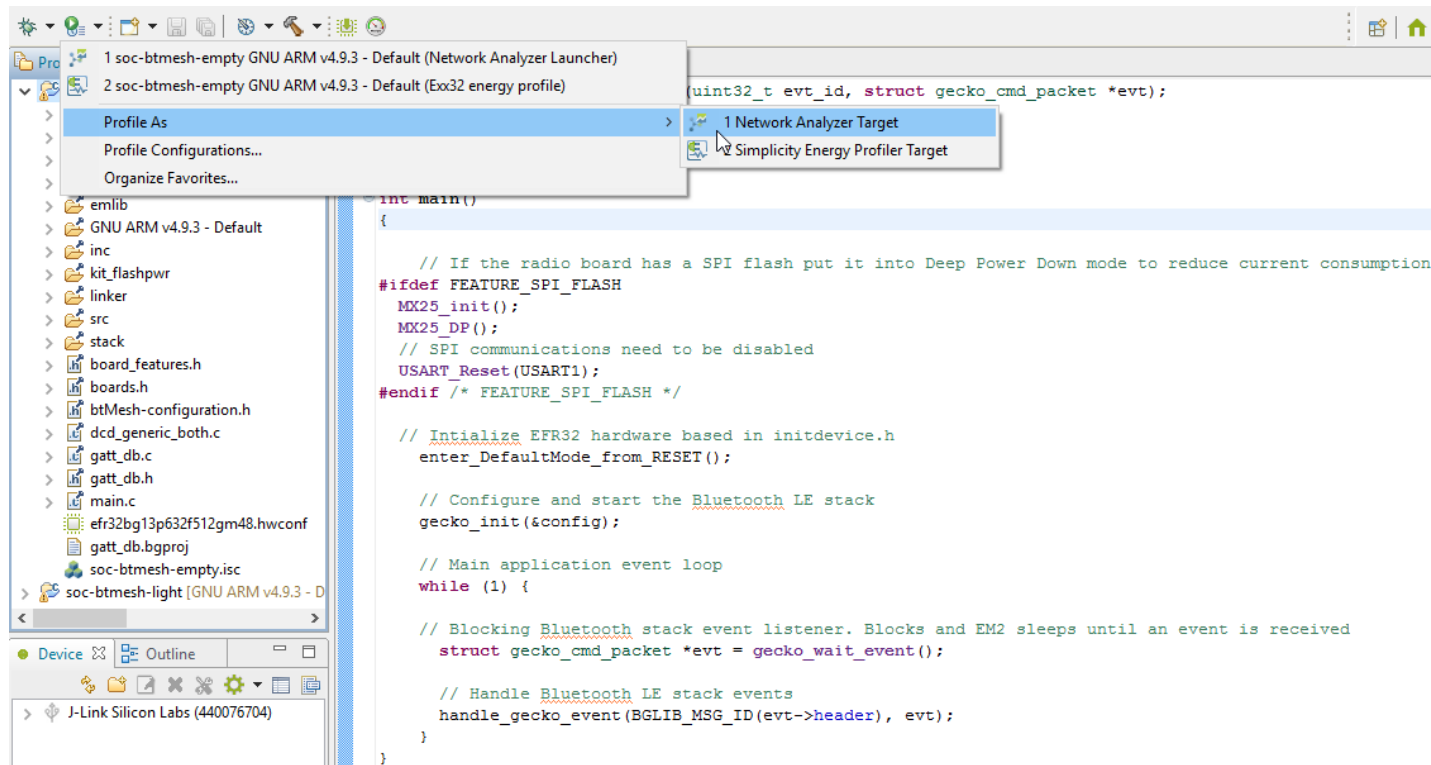 Pro
1 soc-btmesh-empty GNU ARM v4.9.3 - Default (Network Analyzer Launcher)
2 soc-btmesh-empty GNU ARM v4.9.3 - Default (Exx32 energy profile)
Profile As
Profile Configurations...
Organize Favorites...
1 Network Analyzer Target
2 Simplicity Energy Profiler Target
emlib
GNU ARM v4.9.3 - Default
inc
kit_flashpwr
linker
src
stack
board_features.h
boards.h
btMesh-configuration.h
dcd_generic_both.c
gatt_db.c
gatt_db.h
main.c
efr32bg13p632f512gm48.hwconf
gatt_db.bgproj
soc-btmesh-empty.isc
soc-btmesh-light [GNU ARM v4.9.3 - D
Device
Outline
J-Link Silicon Labs (440076704)
(uint32_t evt_id, struct gecko_cmd_packet *evt);
int main()
{
// If the radio board has a SPI flash put it into Deep Power Down mode to reduce current consumption
#ifdef FEATURE_SPI_FLASH
MX25_init();
MX25_DP();
// SPI communications need to be disabled
USART_Reset(USART1);
#endif /* FEATURE_SPI_FLASH */
// Intialize EFR32 hardware based in initdevice.h
enter_DefaultMode_from_RESET();
// Configure and start the Bluetooth LE stack
gecko_init(&config);
// Main application event loop
while (1) {
// Blocking Bluetooth stack event listener. Blocks and EM2 sleeps until an event is received
struct gecko_cmd_packet *evt = gecko_wait_event();
// Handle Bluetooth LE stack events
handle_gecko_event(BGLIB_MSG_ID(evt->header), evt);
}
}